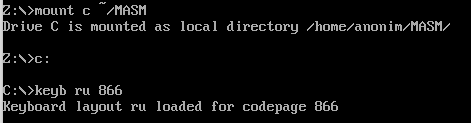 Z:\>mount c ~/MASM
Drive C is mounted as local directory /home/anonim/MASM/
Z:\>c:
C:\>keyb ru 866
Keyboard layout ru loaded for codepage 866